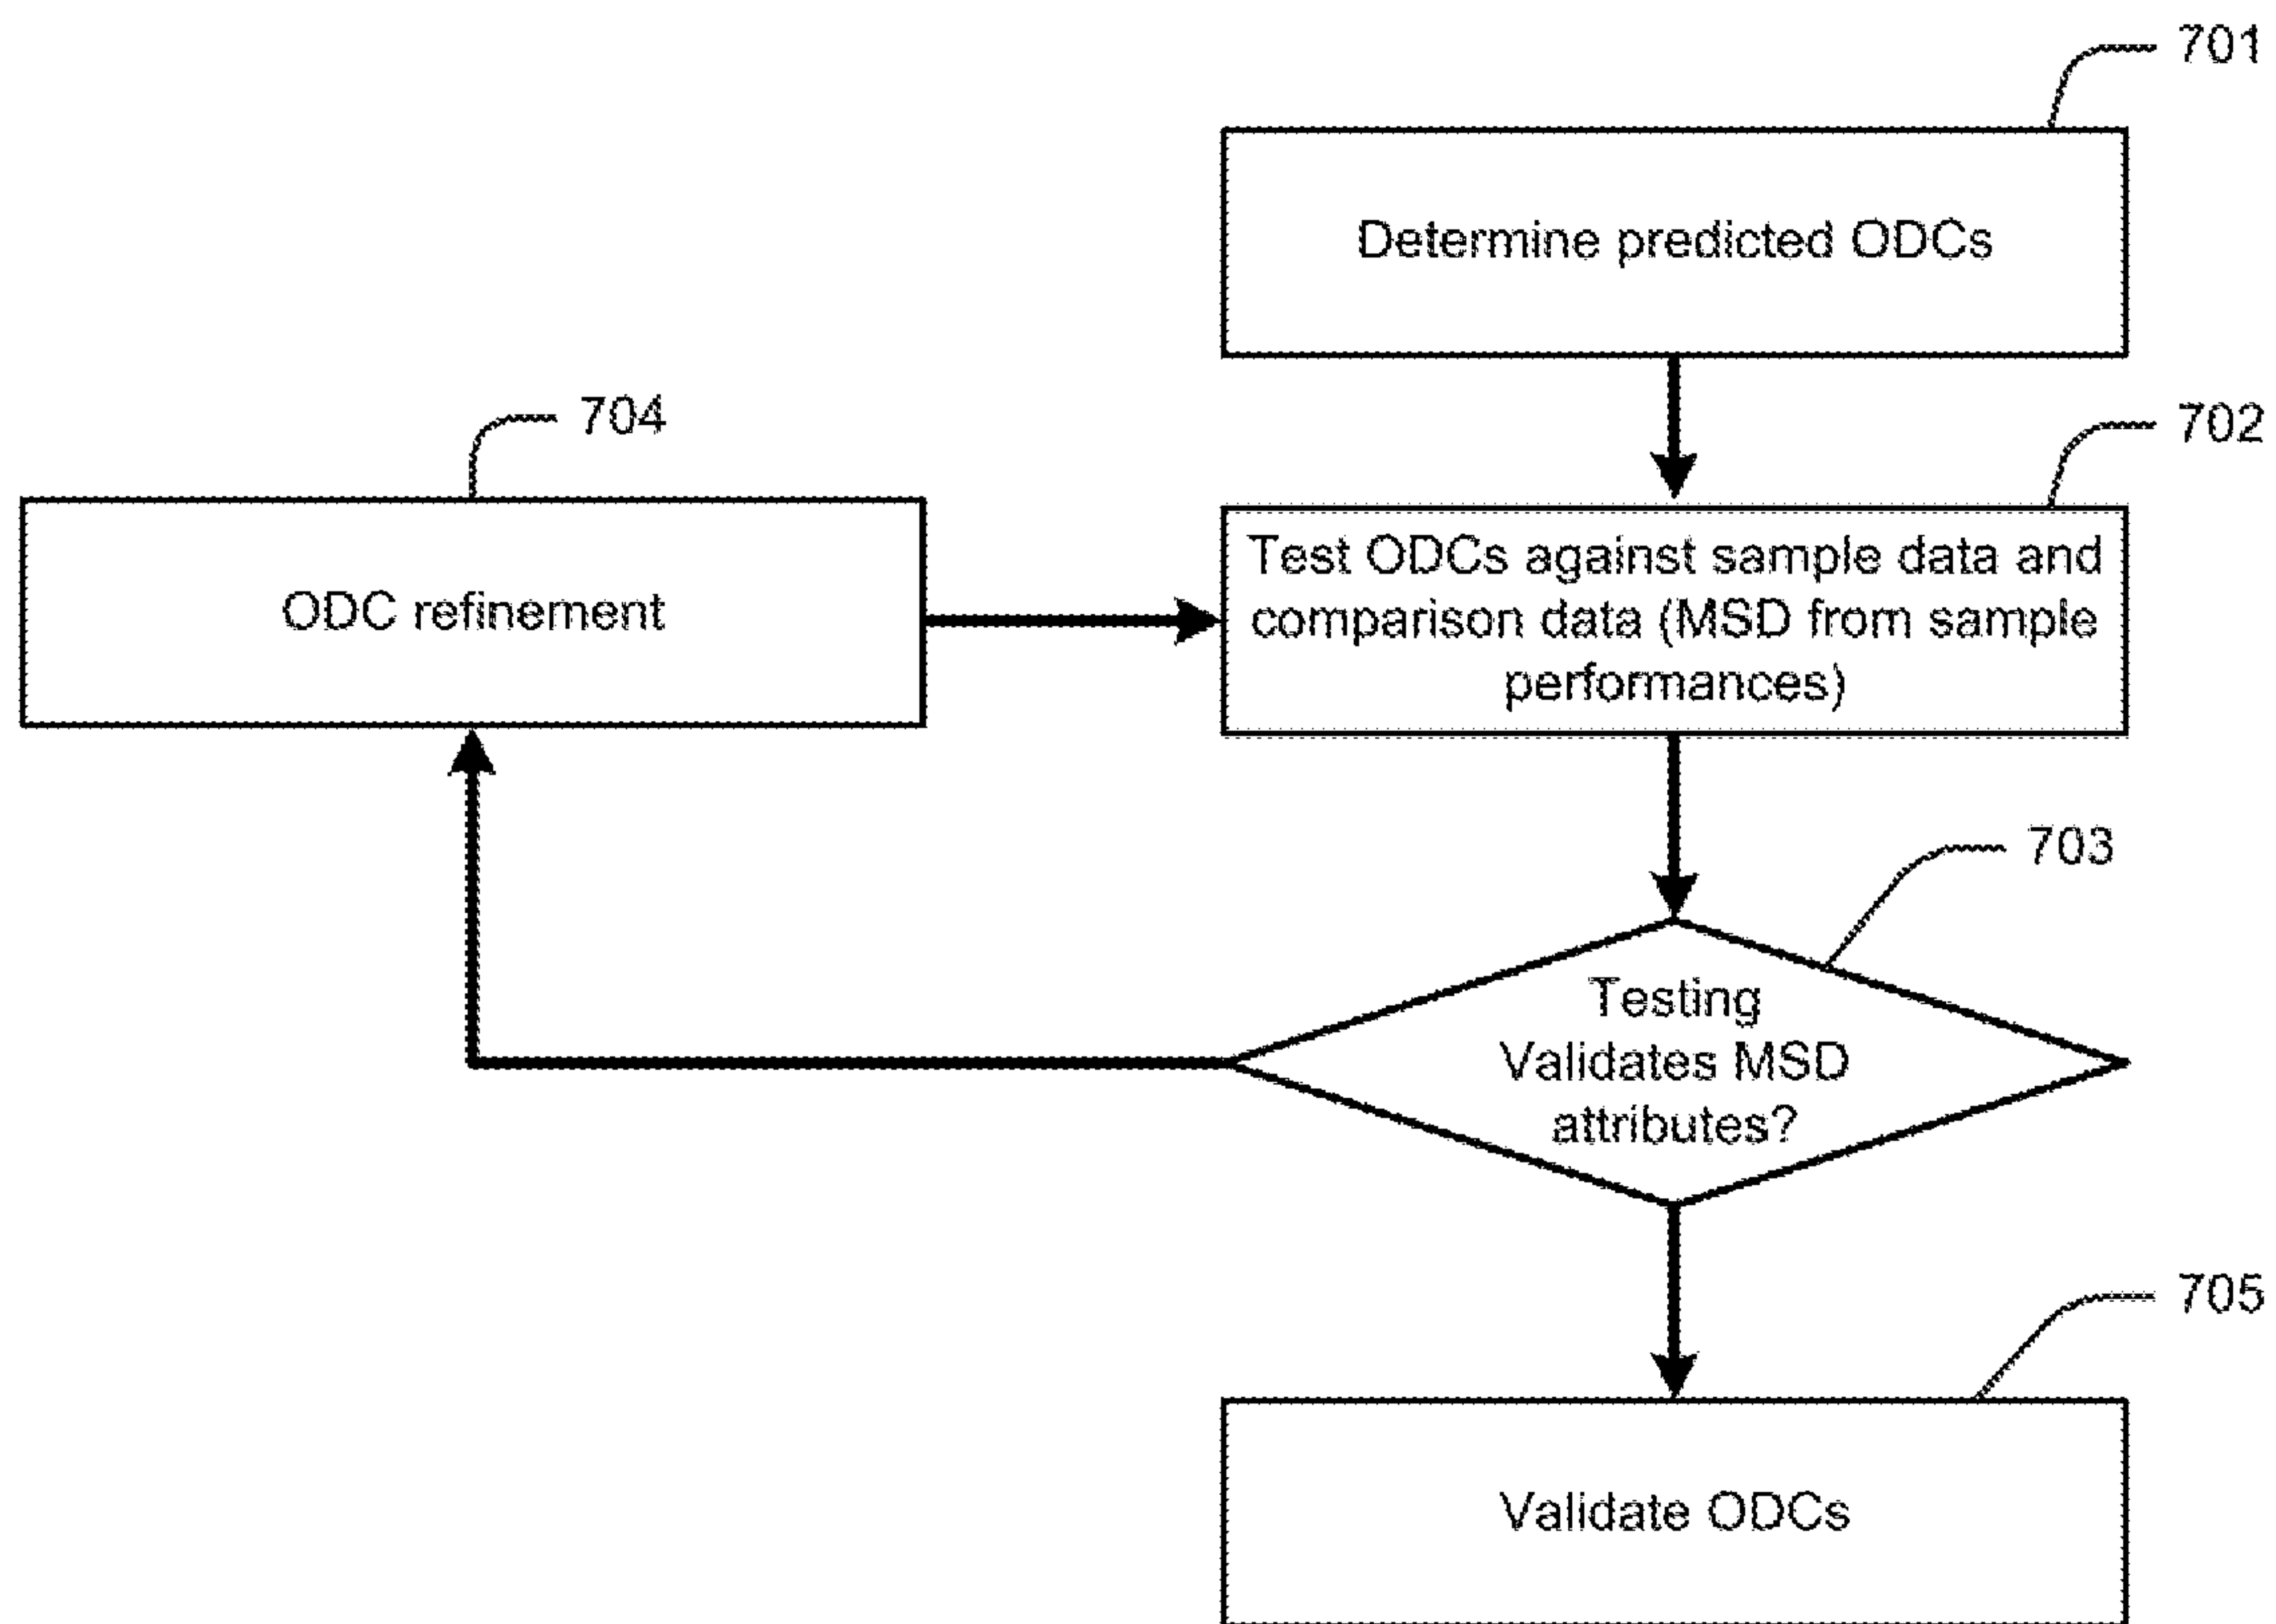 701
Determine predicted ODCs
704
702
ODC refinement
Test ODCs against sample data and
comparison data (MSD from sample
performances)
703
Testing
Validates MSD
attributes?
705
Validate ODCs